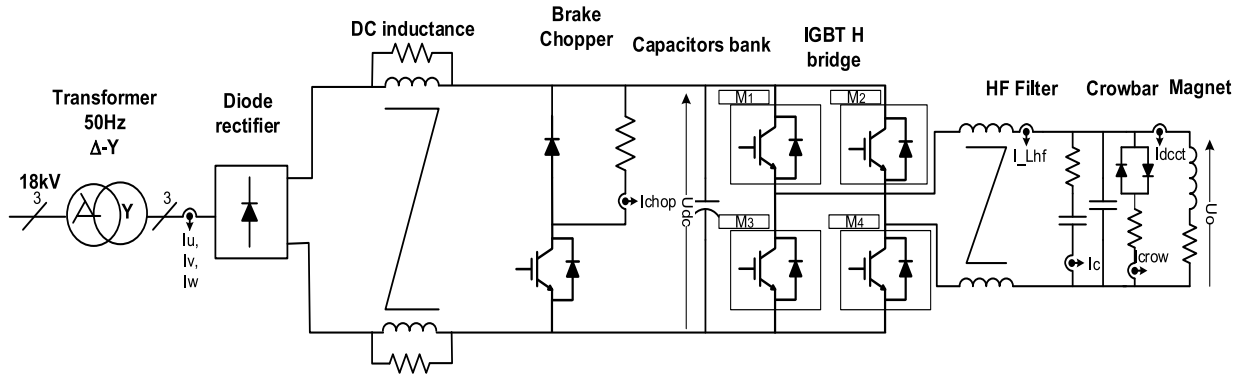 DC inductance
Brake
Chopper
Capacitors bank
IGBT H
bridge
HF Filter
Crowbar
Magnet
Transformer
50Hz
Δ-Y
Diode
rectifier
18kV
3
Y
3
Iu,
Iv,
Iw
Ichop
Udc
M1
M2
M3
M4
I_Lhf
Idcct
Ic
Icrow
Uo